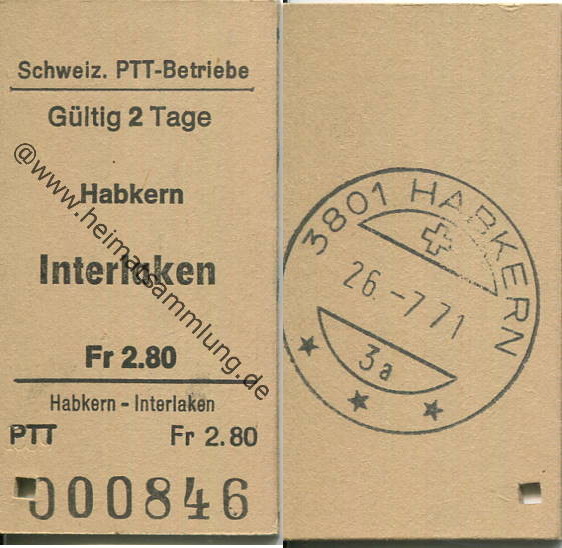 Schweiz. PTT-Betriebe
Gültig 2 Tage
Habkern
Interlaken
Fr 2.80
Habkern - Interlaken
PTT Fr 2.80
000846
@www.heimatsammlung.de
3801 HABKERN
26.-7 71
3a